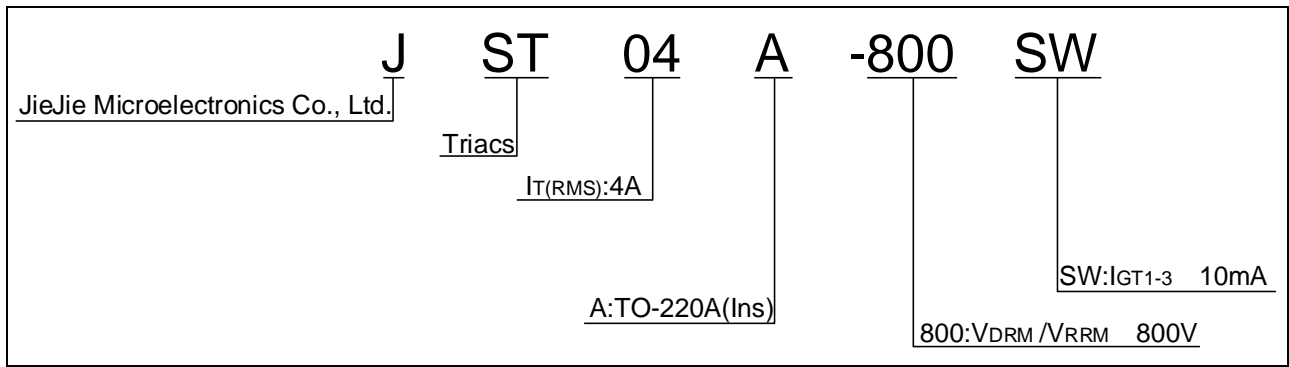 J ST 04 A -800 SW
JieJie Microelectronics Co., Ltd.
Triacs
IT(RMS):4A
SW:IGT1-3 10mA
A:TO-220A(Ins)
800:VDRM /VRRM 800V